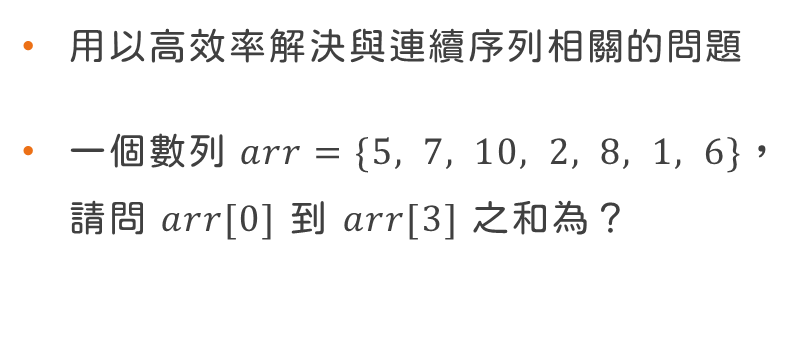 • 用以高效率解決與連續序列相關的問題
• 一個數列 arr = {5, 7, 10, 2, 8, 1, 6}，
請問 arr[0] 到 arr[3] 之和為？